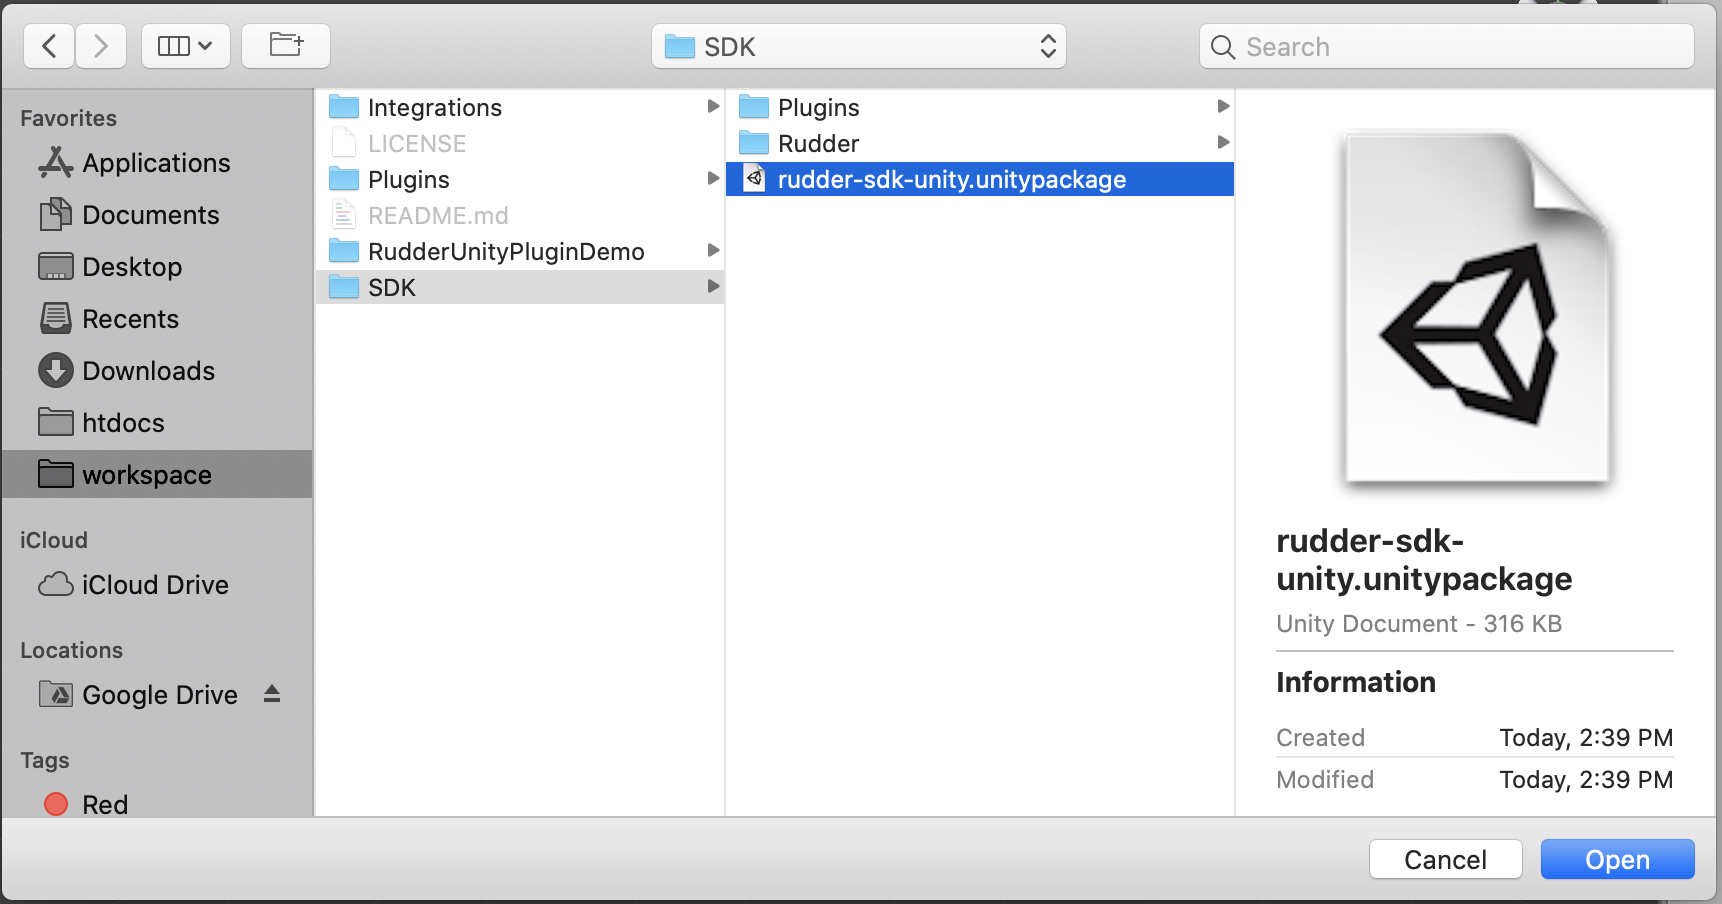 SDK
Search
Favorites
Applications
Documents
Desktop
Recents
Downloads
htdocs
workspace
iCloud
iCloud Drive
Locations
Google Drive
Tags
Red
Integrations
LICENSE
Plugins
README.md
RudderUnityPluginDemo
SDK
Plugins
Rudder
rudder-sdk-unity.unitypackage
rudder-sdk-
unity.unitypackage
Unity Document - 316 KB
Information
Created Today, 2:39 PM
Modified Today, 2:39 PM
Cancel
Open